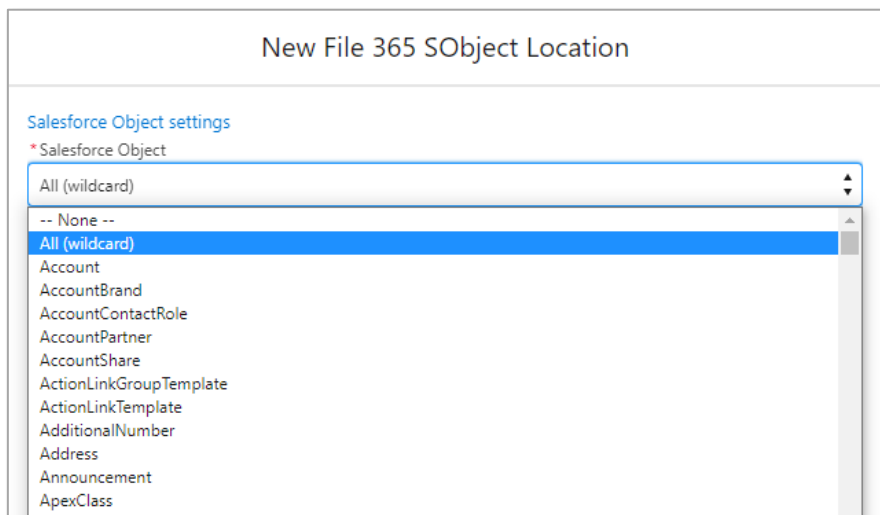 New File 365 SObject Location
Salesforce Object settings
*Salesforce Object
All (wildcard)
-- None --
All (wildcard)
Account
AccountBrand
AccountContactRole
AccountPartner
AccountShare
ActionLinkGroupTemplate
ActionLinkTemplate
AdditionalNumber
Address
Announcement
ApexClass